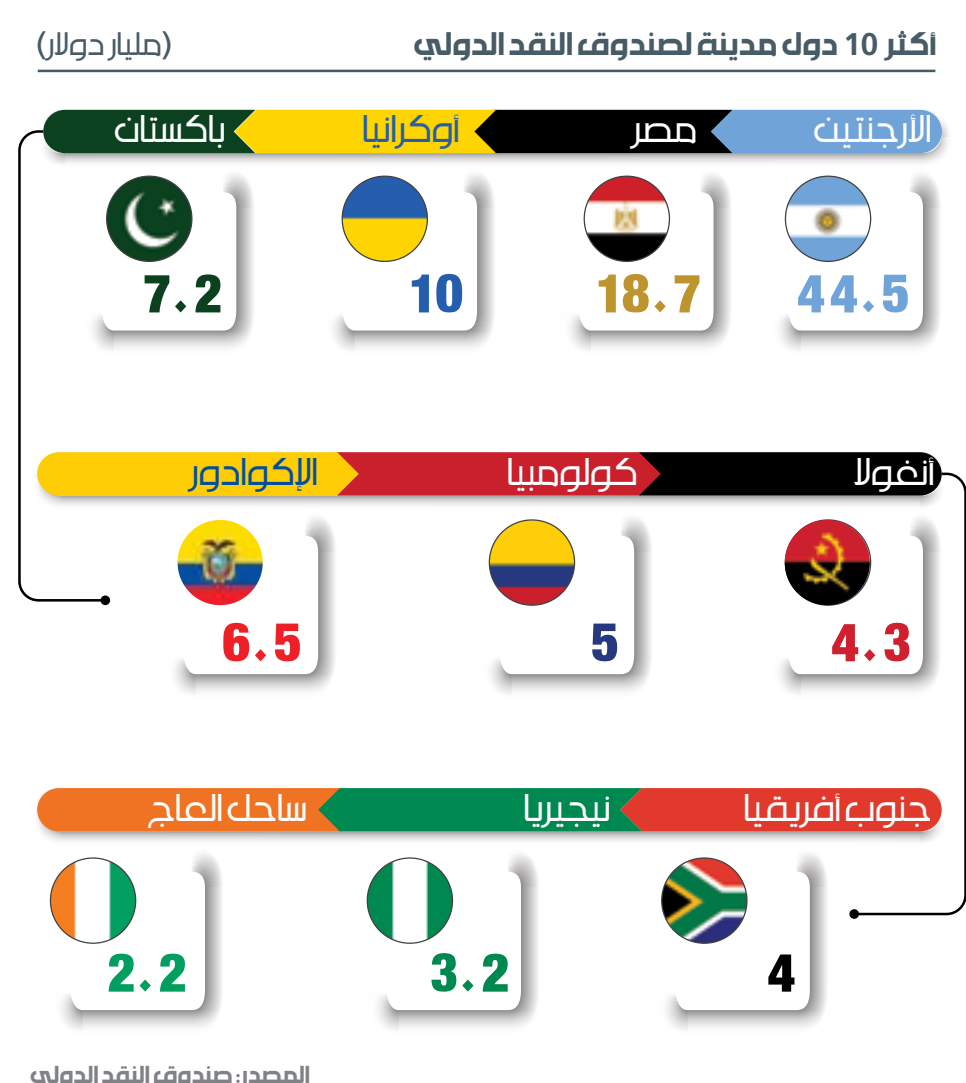 أكثر 10 دول مدينة لصندوق النقد الدولي (مليار دولار)
الأرجنتين مصر أوكرانيا باكستان
44.5 18.7 10 7.2
أنغولا كولومبيا الإكوادور
4.3 5 6.5
جنوب أفريقيا نيجيريا ساحل العاج
4 3.2 2.2
المصدر: صندوق النقد الدولي